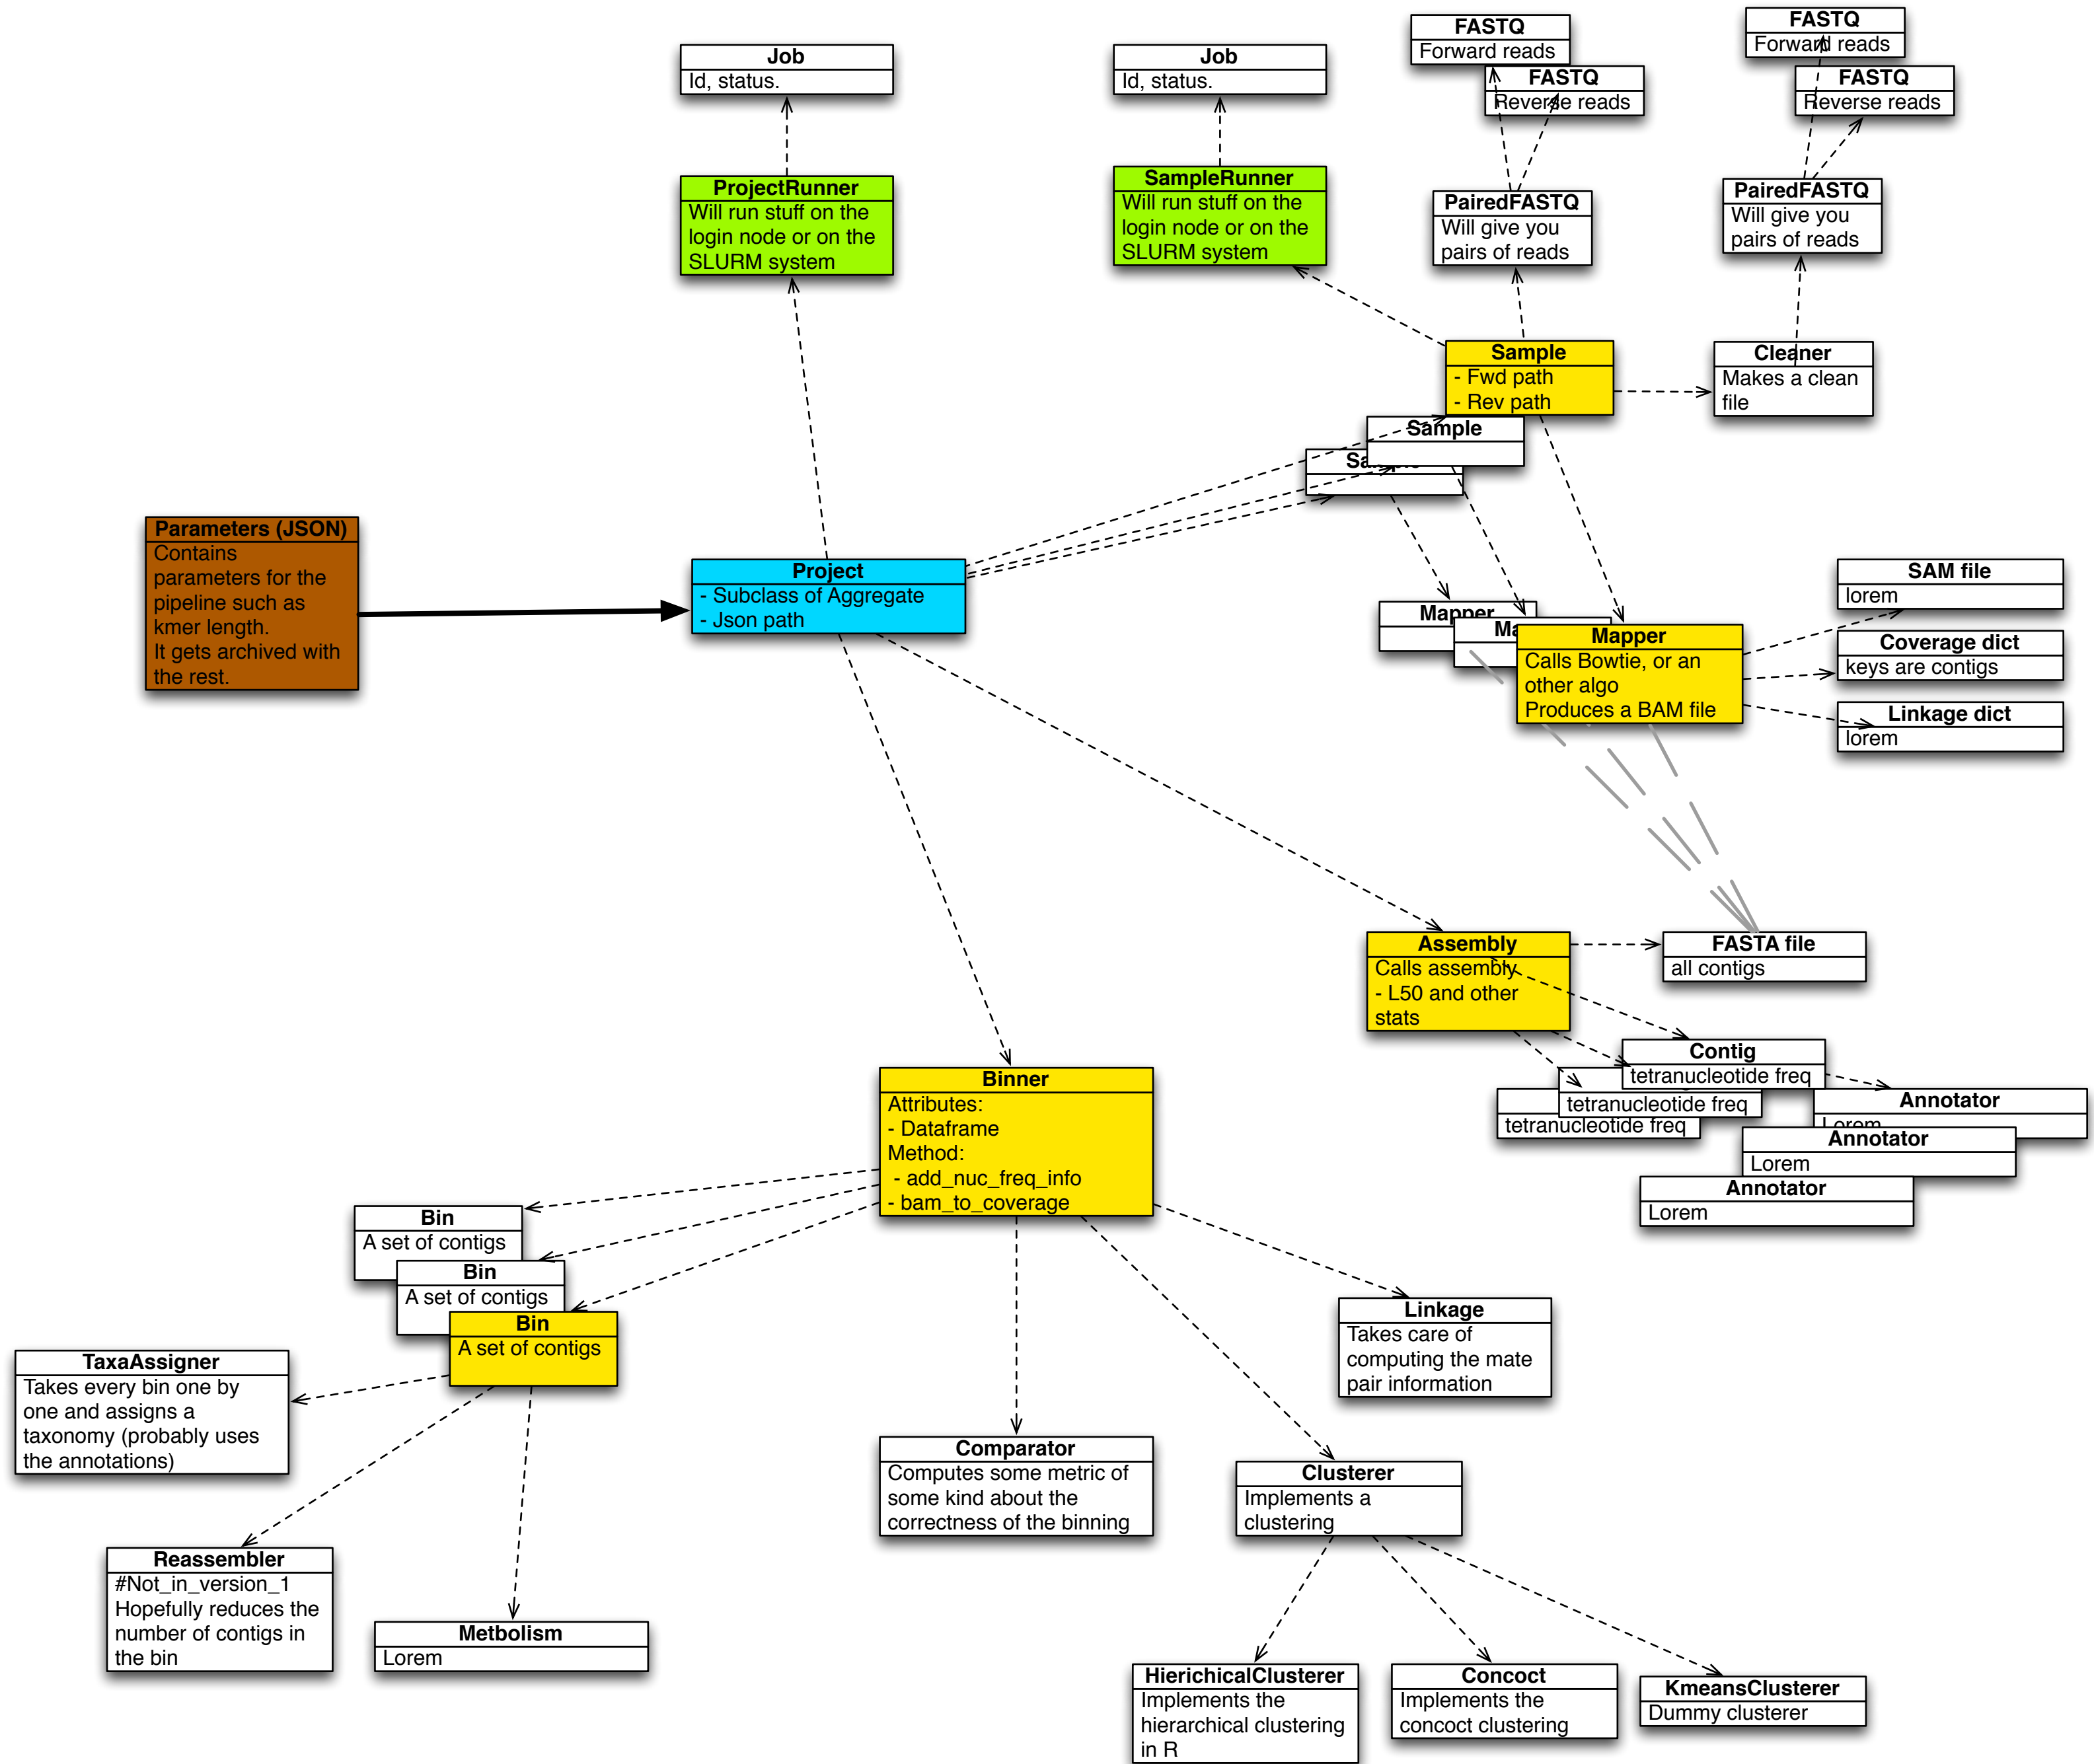 Job
Id, status.
Job
Id, status.
FASTQ
Forward reads
FASTQ
Reverse reads
FASTQ
Forward reads
FASTQ
Reverse reads
ProjectRunner
Will run stuff on the
login node or on the
SLURM system
SampleRunner
Will run stuff on the
login node or on the
SLURM system
PairedFASTQ
Will give you
pairs of reads
PairedFASTQ
Will give you
pairs of reads
Sample
- Fwd path
- Rev path
Cleaner
Makes a clean
file
Sample
Parameters (JSON)
Contains
parameters for the
pipeline such as
kmer length.
It gets archived with
the rest.
Project
- Subclass of Aggregate
- Json path
Mapper
Mapper
Calls Bowtie, or an
other algo
Produces a BAM file
SAM file
lorem
Coverage dict
keys are contigs
Linkage dict
lorem
Assembly
Calls assembly
- L50 and other
stats
FASTA file
all contigs
Contig
tetranucleotide freq
tetranucleotide freq
tetranucleotide freq
Annotator
Lorem
Annotator
Lorem
Annotator
Lorem
Binner
Attributes:
- Dataframe
Method:
- add_nuc_freq_info
- bam_to_coverage
Bin
A set of contigs
Bin
A set of contigs
Bin
A set of contigs
TaxaAssigner
Takes every bin one by
one and assigns a
taxonomy (probably uses
the annotations)
Linkage
Takes care of
computing the mate
pair information
Comparator
Computes some metric of
some kind about the
correctness of the binning
Clusterer
Implements a
clustering
Reassembler
#Not_in_version_1
Hopefully reduces the
number of contigs in
the bin
Metbolism
Lorem
HierichicalClusterer
Implements the
hierarchical clustering
in R
Concoct
Implements the
concoct clustering
KmeansClusterer
Dummy clusterer